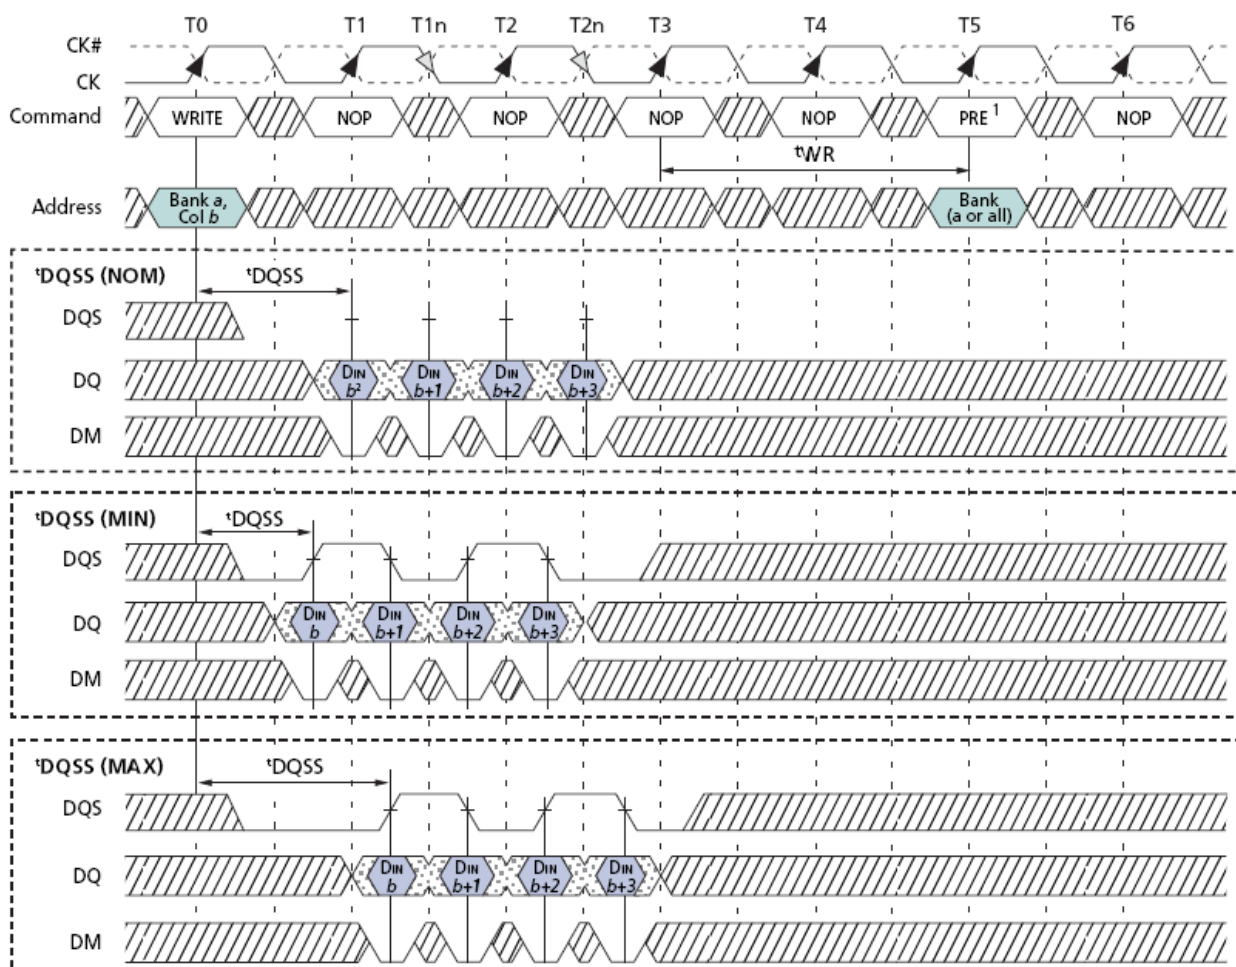 T0 T1 T1n T2 T2n T3 T4 T5 T6
CK#
CK
Command WRITE NOP NOP NOP NOP PRE 1 NOP
tWR
Address Bank a, Col b Bank (a or all)
tDQSS (NOM) tDQSS
DQS
DQ DIN b2 DIN b+1 DIN b+2 DIN b+3
DM
tDQSS (MIN) tDQSS
DQS
DQ DIN b DIN b+1 DIN b+2 DIN b+3
DM
tDQSS (MAX) tDQSS
DQS
DQ DIN b DIN b+1 DIN b+2 DIN b+3
DM